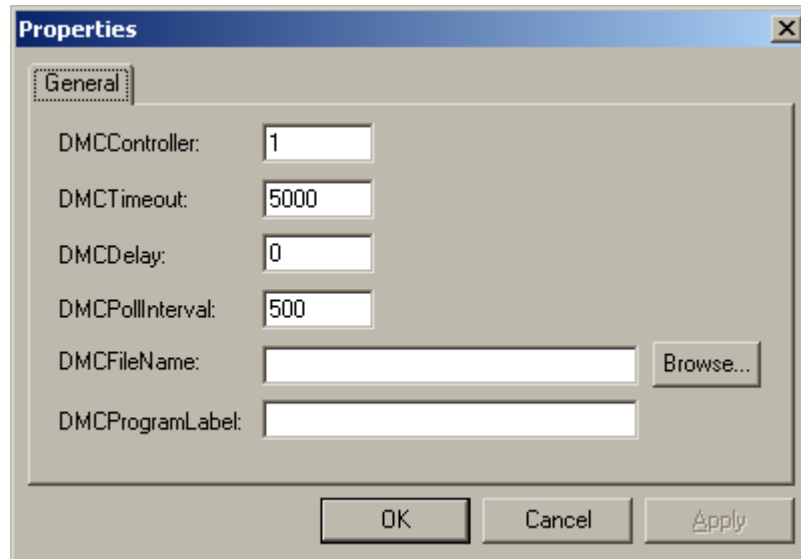 Properties
General
DMCController: 1
DMCTimeout: 5000
DMCDelay: 0
DMCPollInterval: 500
DMCFileName: Browse...
DMCProgramLabel:
OK Cancel Apply